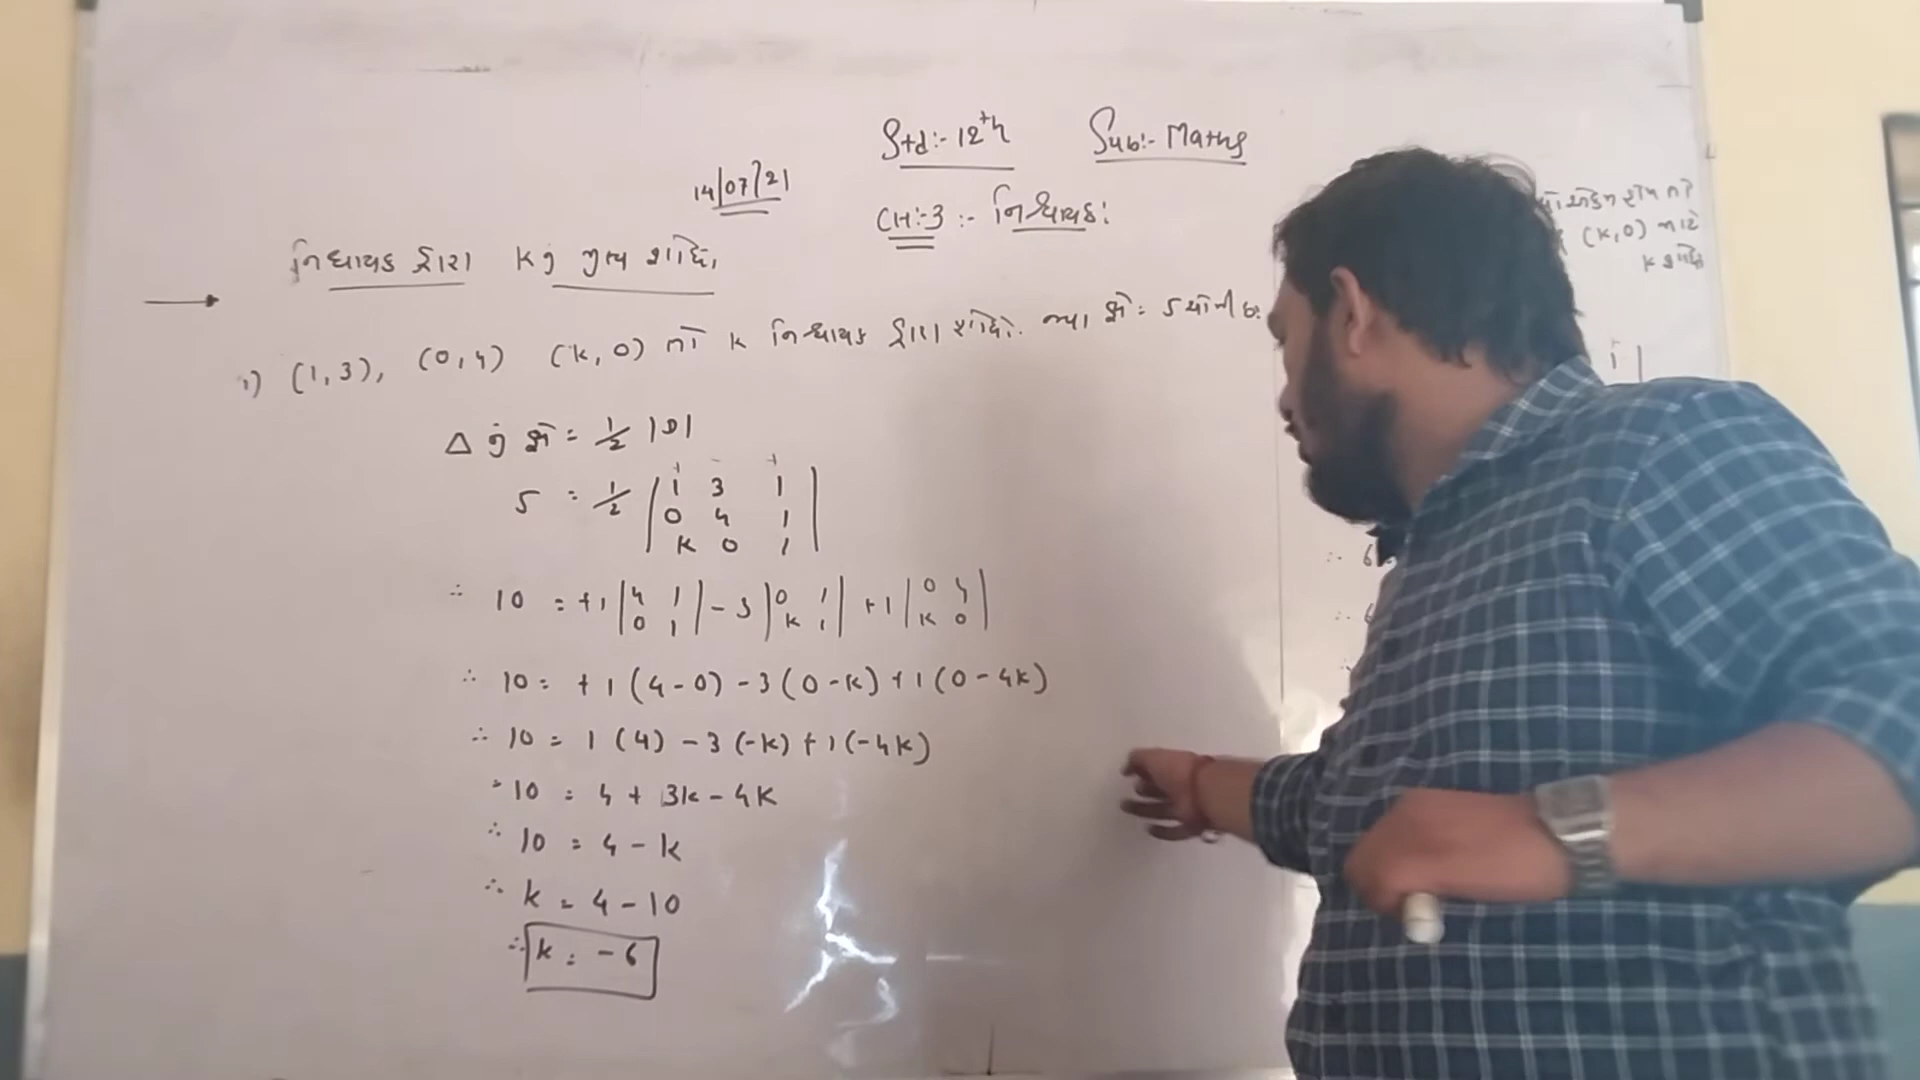 Std:- 12th Sub:- Maths
14/07/21
CH:-3 :- નિશ્ચાયક:
નિશ્ચાયક દ્વારા K નું મુલ્ય શોધો,
1) (1,3), (0,4) (k,0) નો k નિશ્ચાયક દ્વારા શોધો. જ્યાં ક્ષે = 5
Δ નું ક્ષે = 1/2 |D|
5 = 1/2 | 1 3 1 |
| 0 4 1 |
| k 0 1 |
∴ 10 = +1 | 4 1 | - 3 | 0 1 | +1 | 0 4 |
| 0 1 | | k 1 | | k 0 |
∴ 10 = +1 (4-0) - 3 (0-k) + 1 (0-4k)
∴ 10 = 1 (4) - 3 (-k) + 1 (-4k)
∴ 10 = 4 + 3k - 4k
∴ 10 = 4 - k
∴ k = 4 - 10
∴ k = -6
(k,0) માટે
k શોધો